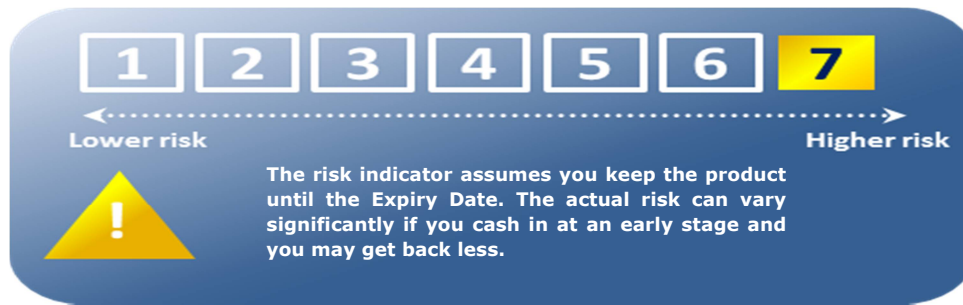 1 2 3 4 5 6 7
Lower risk
Higher risk
!
The risk indicator assumes you keep the product
until the Expiry Date. The actual risk can vary
significantly if you cash in at an early stage and
you may get back less.